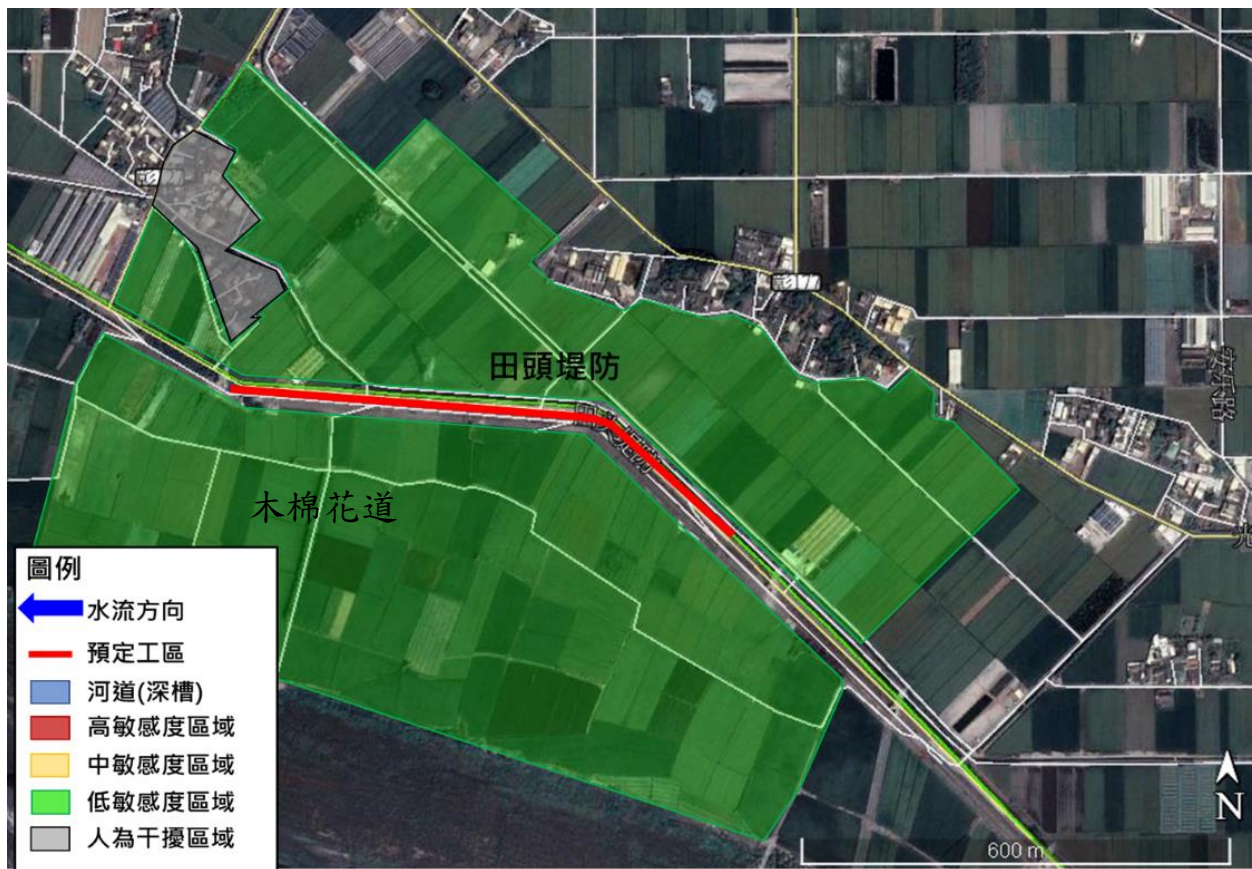 田頭堤防
木棉花道
圖例
水流方向
預定工區
河道(深槽)
高敏感度區域
中敏感度區域
低敏感度區域
人為干擾區域
N
600 m